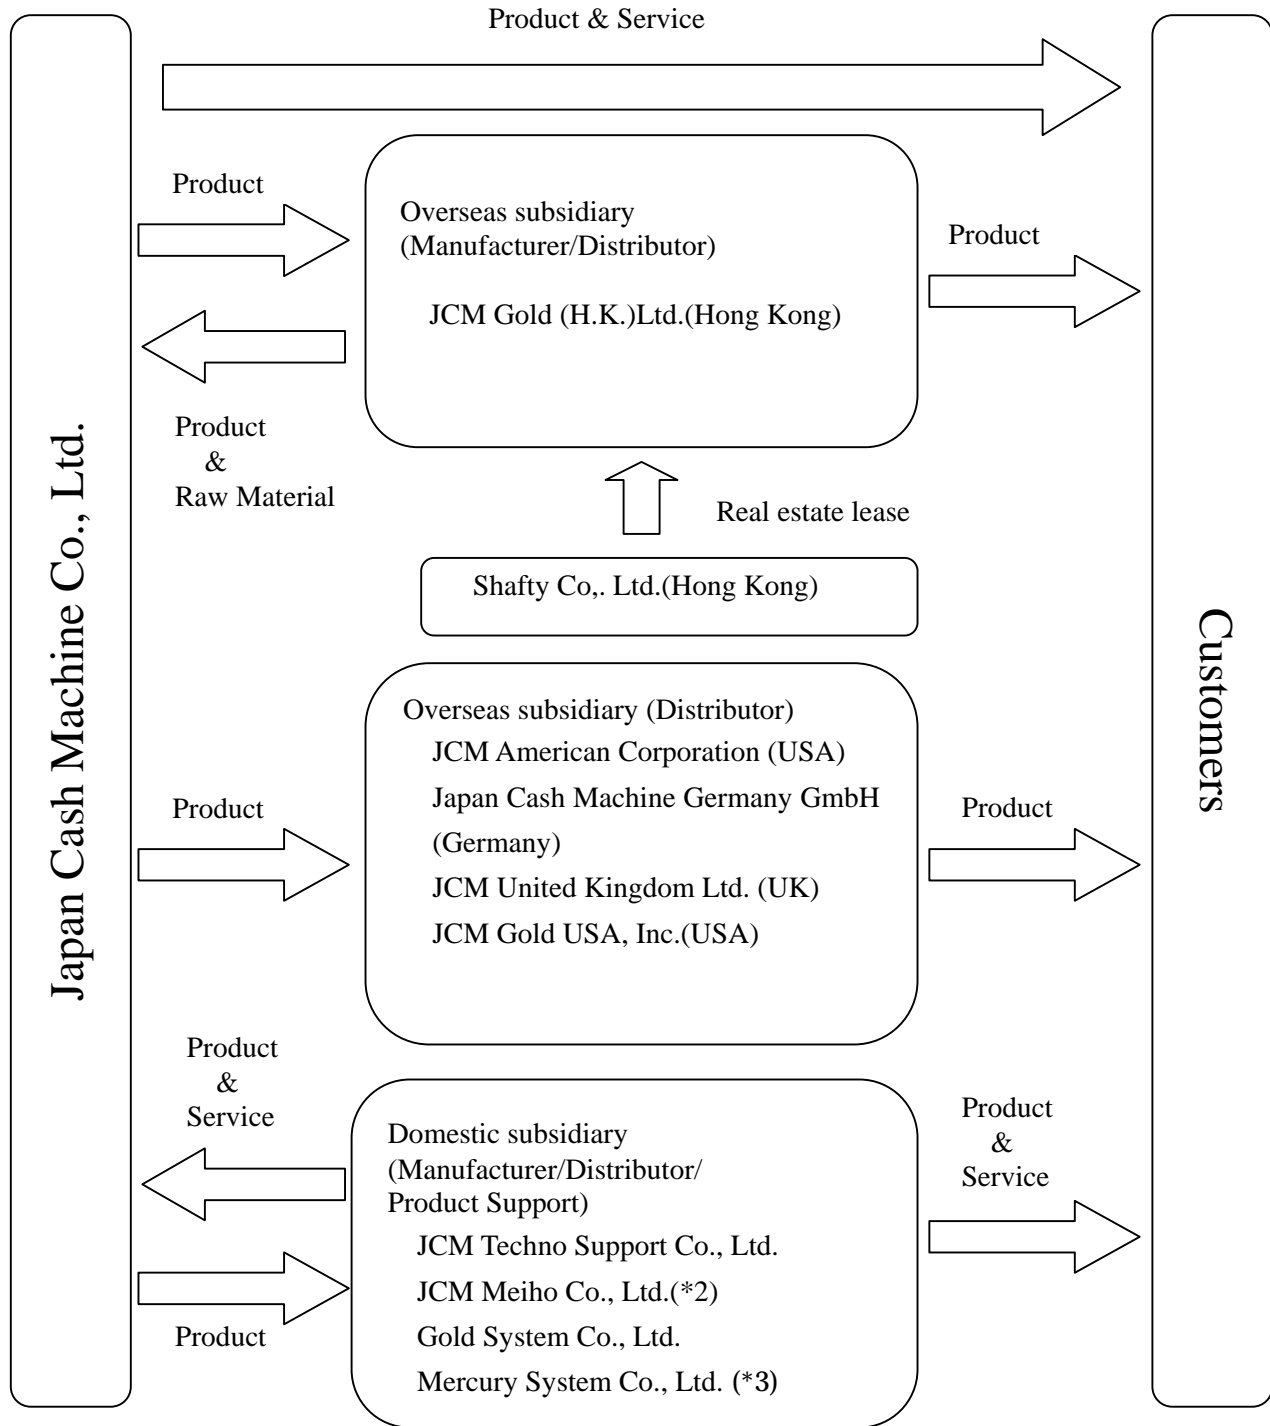 Product & Service
Japan Cash Machine Co., Ltd.
Customers
Product
Overseas subsidiary
(Manufacturer/Distributor)
JCM Gold (H.K.)Ltd.(Hong Kong)
Product
Product
&
Raw Material
Real estate lease
Shafty Co,. Ltd.(Hong Kong)
Overseas subsidiary (Distributor)
JCM American Corporation (USA)
Japan Cash Machine Germany GmbH
(Germany)
JCM United Kingdom Ltd. (UK)
JCM Gold USA, Inc.(USA)
Product
Product
Product
&
Service
Domestic subsidiary
(Manufacturer/Distributor/
Product Support)
JCM Techno Support Co., Ltd.
JCM Meiho Co., Ltd.(*2)
Gold System Co., Ltd.
Mercury System Co., Ltd. (*3)
Product
&
Service
Product